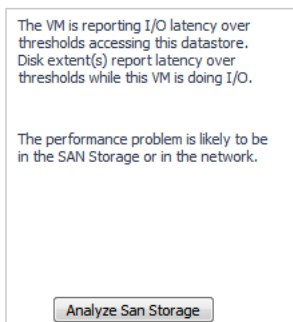 The VM is reporting I/O latency over
thresholds accessing this datastore.
Disk extent(s) report latency over
thresholds while this VM is doing I/O.
The performance problem is likely to be
in the SAN Storage or in the network.
Analyze San Storage